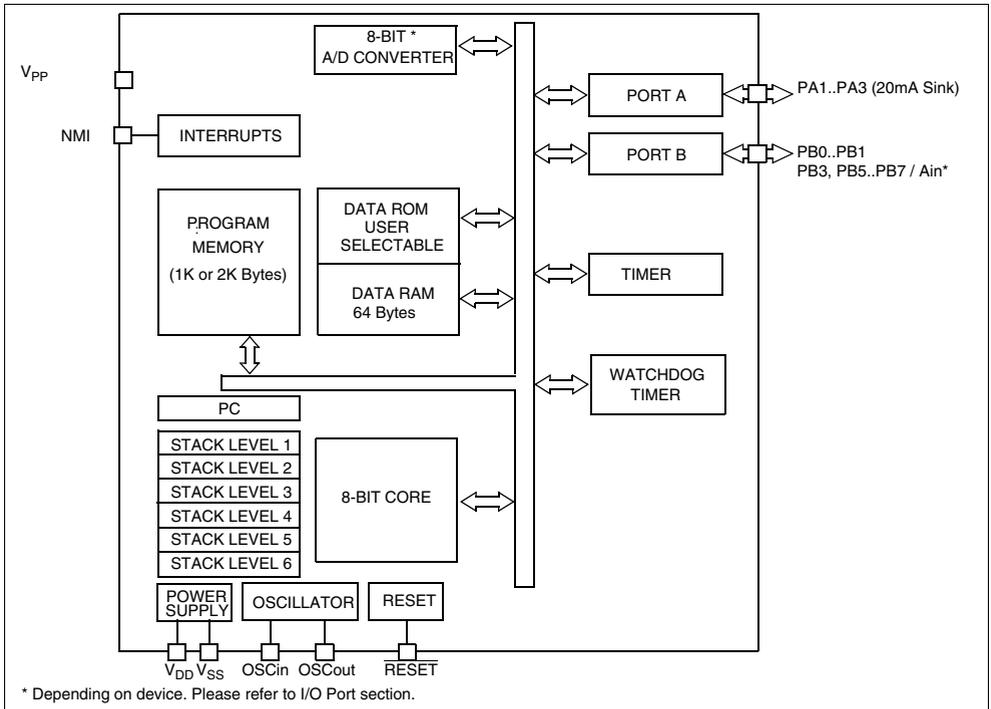 8-BIT *
A/D CONVERTER
VPP
PORT A
PA1..PA3 (20mA Sink)
NMI
INTERRUPTS
PORT B
PB0..PB1
PB3, PB5..PB7 / Ain*
PROGRAM
MEMORY
(1K or 2K Bytes)
DATA ROM
USER
SELECTABLE
DATA RAM
64 Bytes
TIMER
WATCHDOG
TIMER
PC
STACK LEVEL 1
STACK LEVEL 2
STACK LEVEL 3
STACK LEVEL 4
STACK LEVEL 5
STACK LEVEL 6
8-BIT CORE
POWER
SUPPLY
OSCILLATOR
RESET
VDD VSS
OSCin OSCout
RESET
* Depending on device. Please refer to I/O Port section.